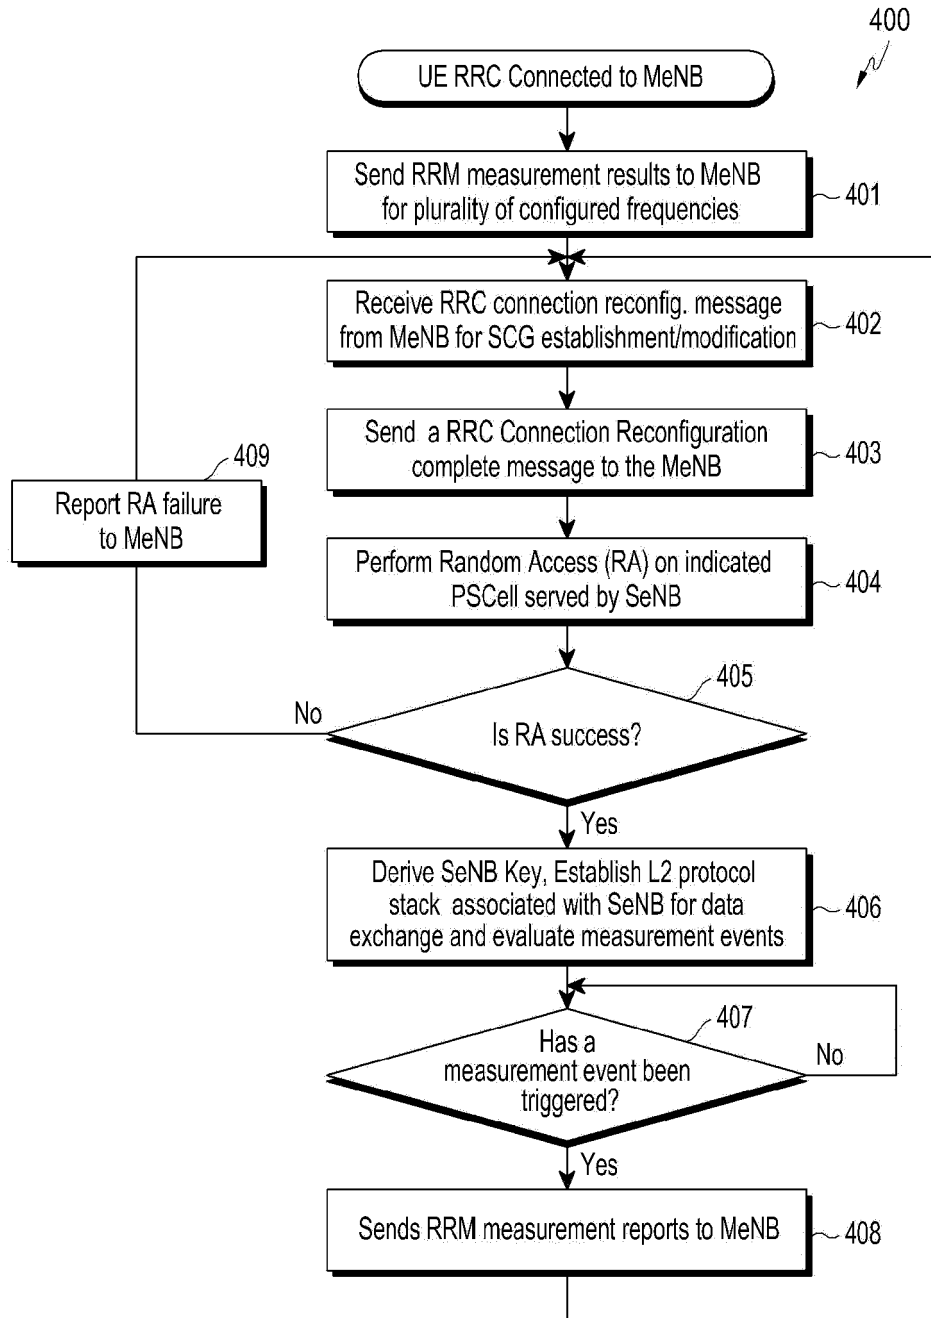 400
UE RRC Connected to MeNB
Send RRM measurement results to MeNB
for plurality of configured frequencies
401
Receive RRC connection reconfig. message
from MeNB for SCG establishment/modification
402
Send a RRC Connection Reconfiguration
complete message to the MeNB
403
409
Report RA failure
to MeNB
Perform Random Access (RA) on indicated
PSCell served by SeNB
404
405
No
Is RA success?
Yes
Derive SeNB Key, Establish L2 protocol
stack associated with SeNB for data
exchange and evaluate measurement events
406
407
Has a
measurement event been
triggered?
No
Yes
Sends RRM measurement reports to MeNB
408